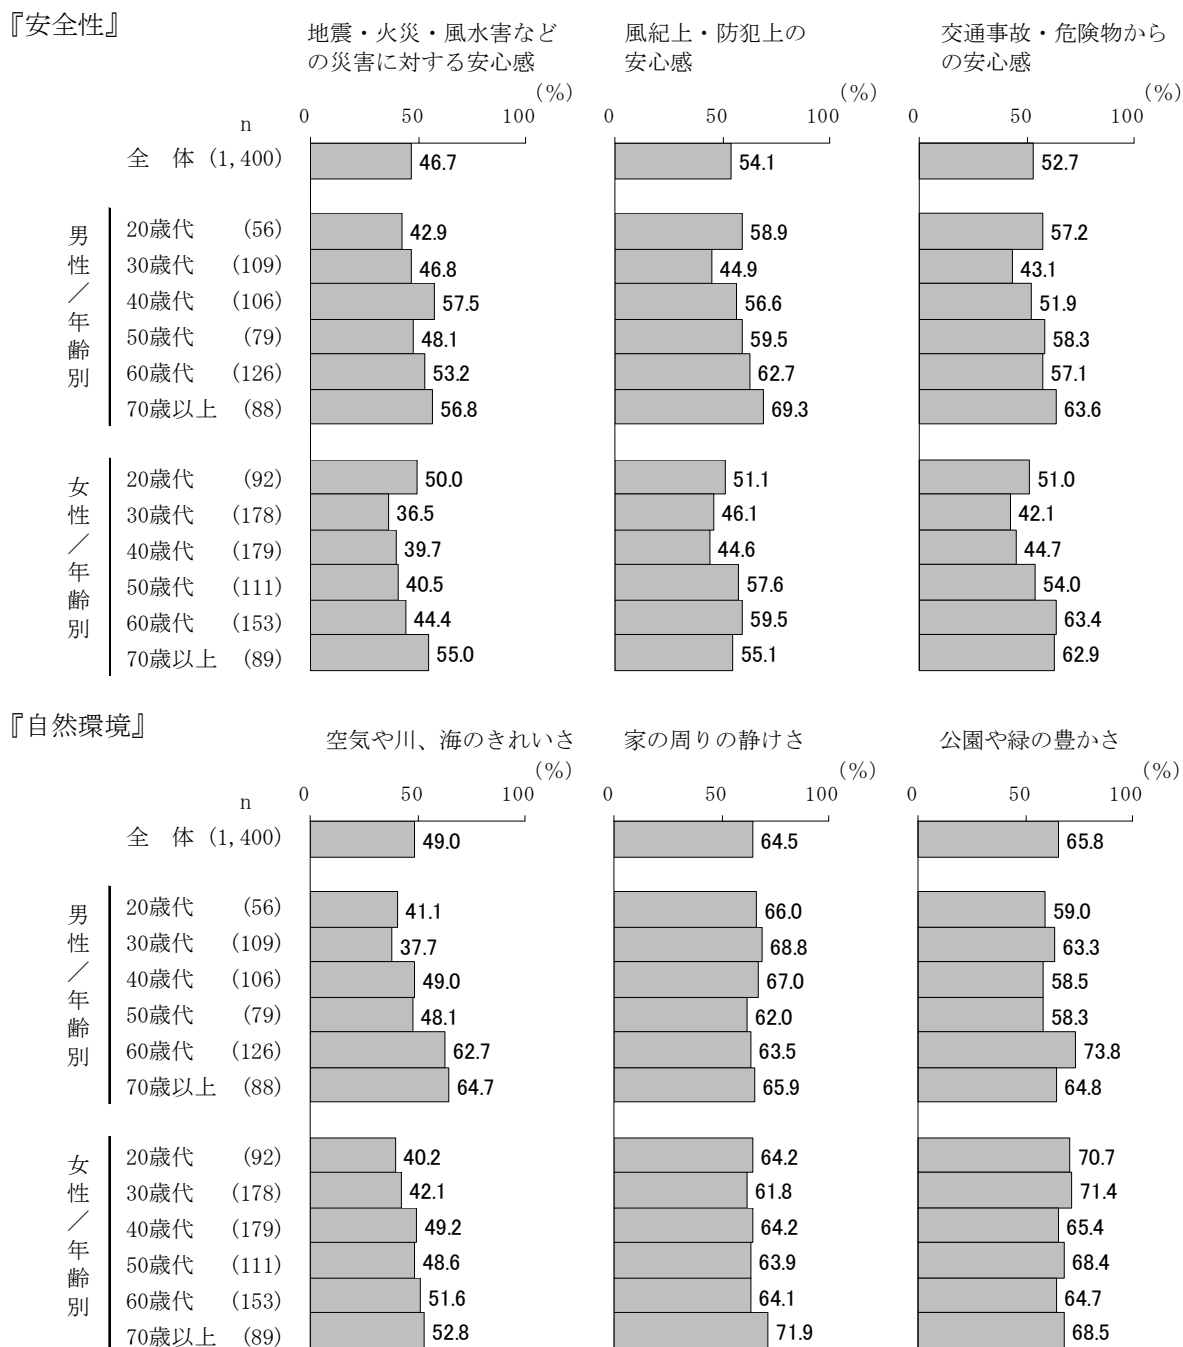 『安全性』
地震・火災・風水害など
の災害に対する安心感
風紀上・防犯上の
安心感
交通事故・危険物から
の安心感
(%) (%) (%)
n 0 50 100 0 50 100 0 50 100
全 体 (1,400) 46.7 54.1 52.7
男性／年齢別
20歳代 (56) 42.9 58.9 57.2
30歳代 (109) 46.8 44.9 43.1
40歳代 (106) 57.5 56.6 51.9
50歳代 (79) 48.1 59.5 58.3
60歳代 (126) 53.2 62.7 57.1
70歳以上 (88) 56.8 69.3 63.6
女性／年齢別
20歳代 (92) 50.0 51.1 51.0
30歳代 (178) 36.5 46.1 42.1
40歳代 (179) 39.7 44.6 44.7
50歳代 (111) 40.5 57.6 54.0
60歳代 (153) 44.4 59.5 63.4
70歳以上 (89) 55.0 55.1 62.9
『自然環境』
空気や川、海のきれいさ 家の周りの静けさ 公園や緑の豊かさ
(%) (%) (%)
n 0 50 100 0 50 100 0 50 100
全 体 (1,400) 49.0 64.5 65.8
男性／年齢別
20歳代 (56) 41.1 66.0 59.0
30歳代 (109) 37.7 68.8 63.3
40歳代 (106) 49.0 67.0 58.5
50歳代 (79) 48.1 62.0 58.3
60歳代 (126) 62.7 63.5 73.8
70歳以上 (88) 64.7 65.9 64.8
女性／年齢別
20歳代 (92) 40.2 64.2 70.7
30歳代 (178) 42.1 61.8 71.4
40歳代 (179) 49.2 64.2 65.4
50歳代 (111) 48.6 63.9 68.4
60歳代 (153) 51.6 64.1 64.7
70歳以上 (89) 52.8 71.9 68.5